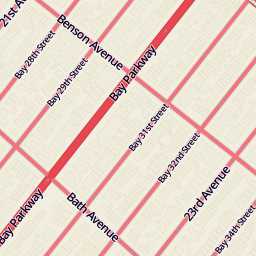 21st A
Benson Avenue
Bay 28th Street
Bay 29th Street
Bay Parkway
Bay 31st Street
Bay 32nd Street
23rd Avenue
Bay Parkway
Bath Avenue
Bay 34th Street